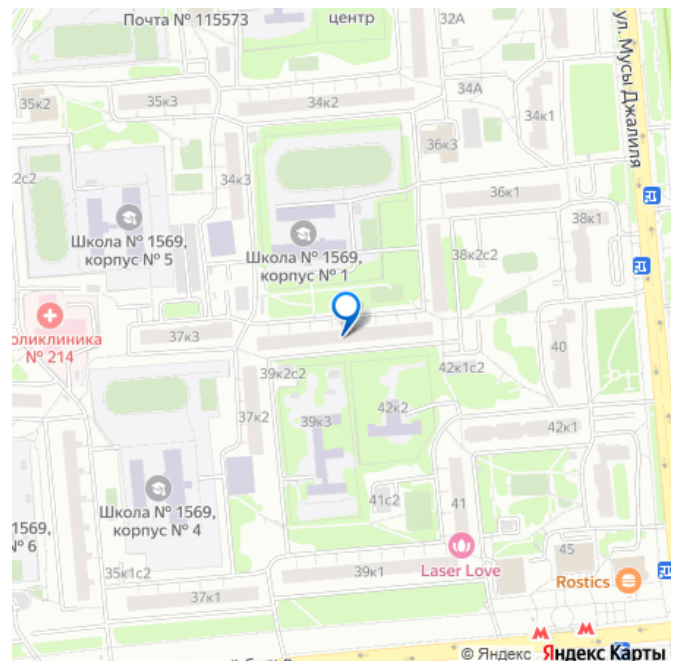 Почта № 115573
центр
32А
ул. Мусы Джалиля
35к2
35к3
34к2
34А
34к1
36к3
34к3
36к1
38к1
Школа № 1569,
корпус № 5
Школа № 1569,
корпус № 1
38к2с2
37к3
№ 214
40
39к2с2
42к1с2
37к2
39к3
42к2
42к1
Школа № 1569,
корпус № 4
41с2
41
1569,
№ 6
35к1с2
39к1
Laser Love
45
Rostics
37к1
© Яндекс Яндекс Карты